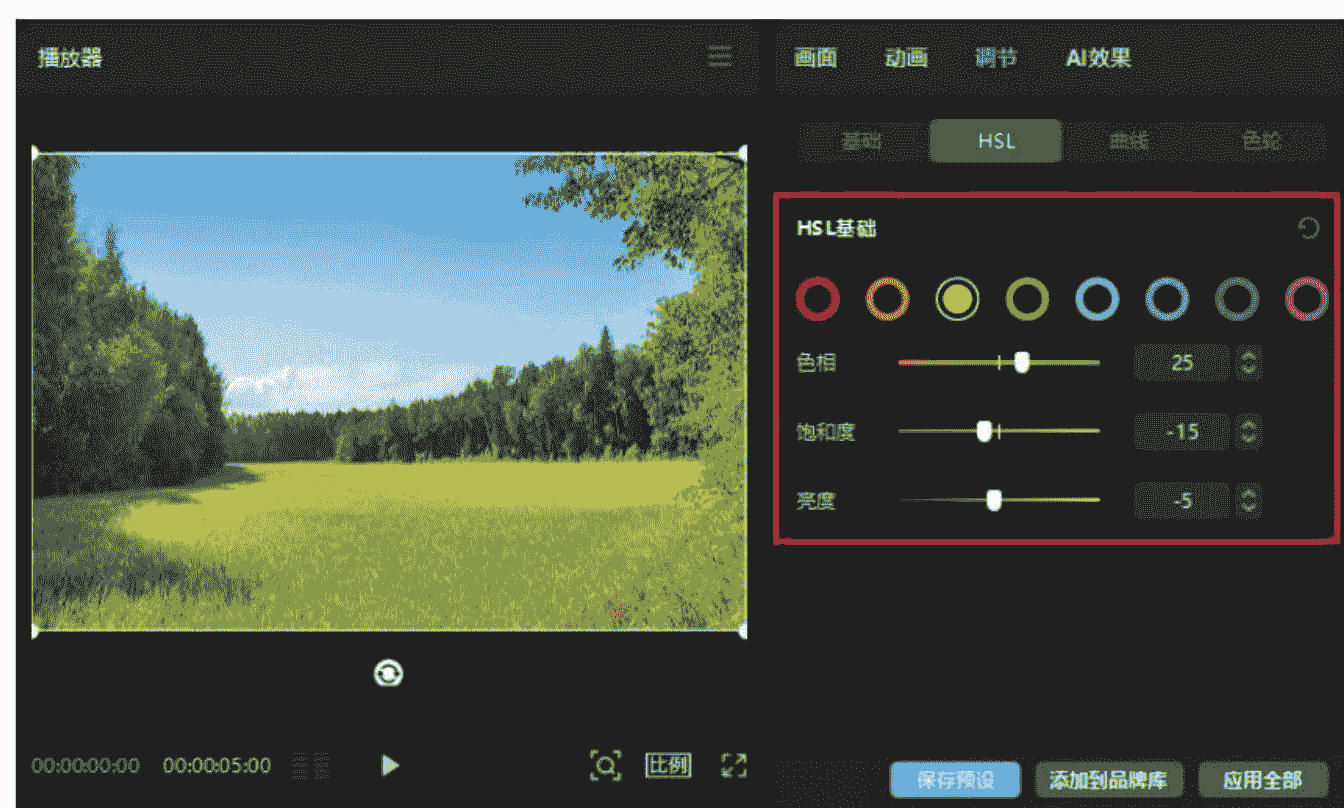 播放器
画面 动画 调节 AI效果
基础 HSL 曲线 色轮
HSL基础
色相 25
饱和度 -15
亮度 -5
00:00:00:00 00:00:05:00 比例
保存预设 添加到品牌库 应用全部